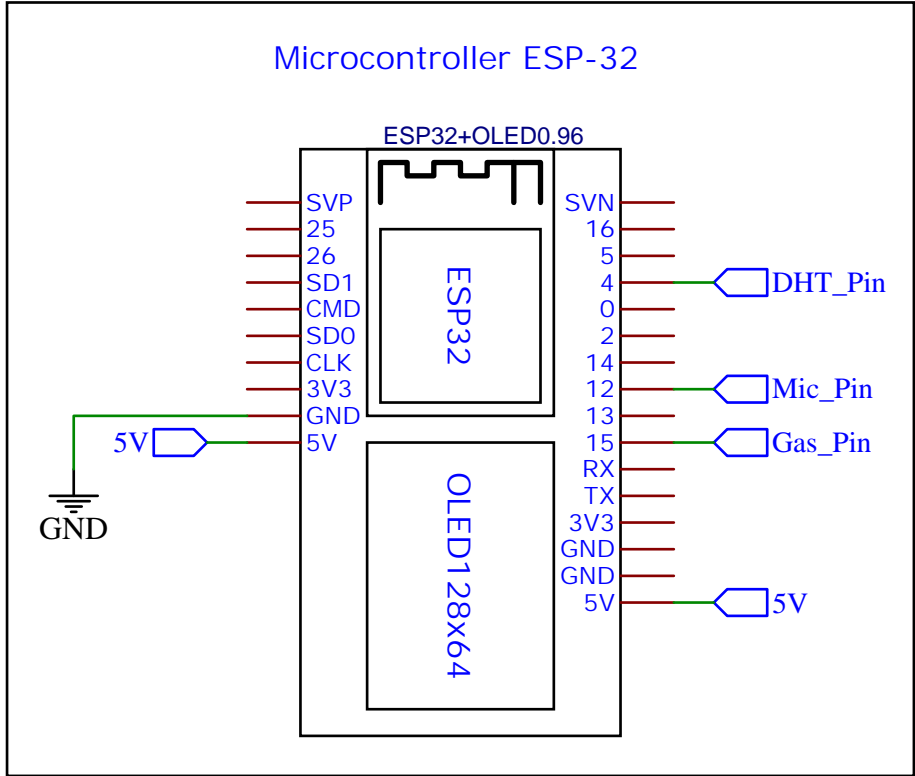 Microcontroller ESP-32
ESP32+OLED0.96
SVP
25
26
SD1
CMD
SD0
CLK
3V3
GND
5V
5V
GND
ESP32
OLED128x64
SVN
16
5
4
DHT_Pin
0
2
14
12
Mic_Pin
13
15
Gas_Pin
RX
TX
3V3
GND
GND
5V
5V